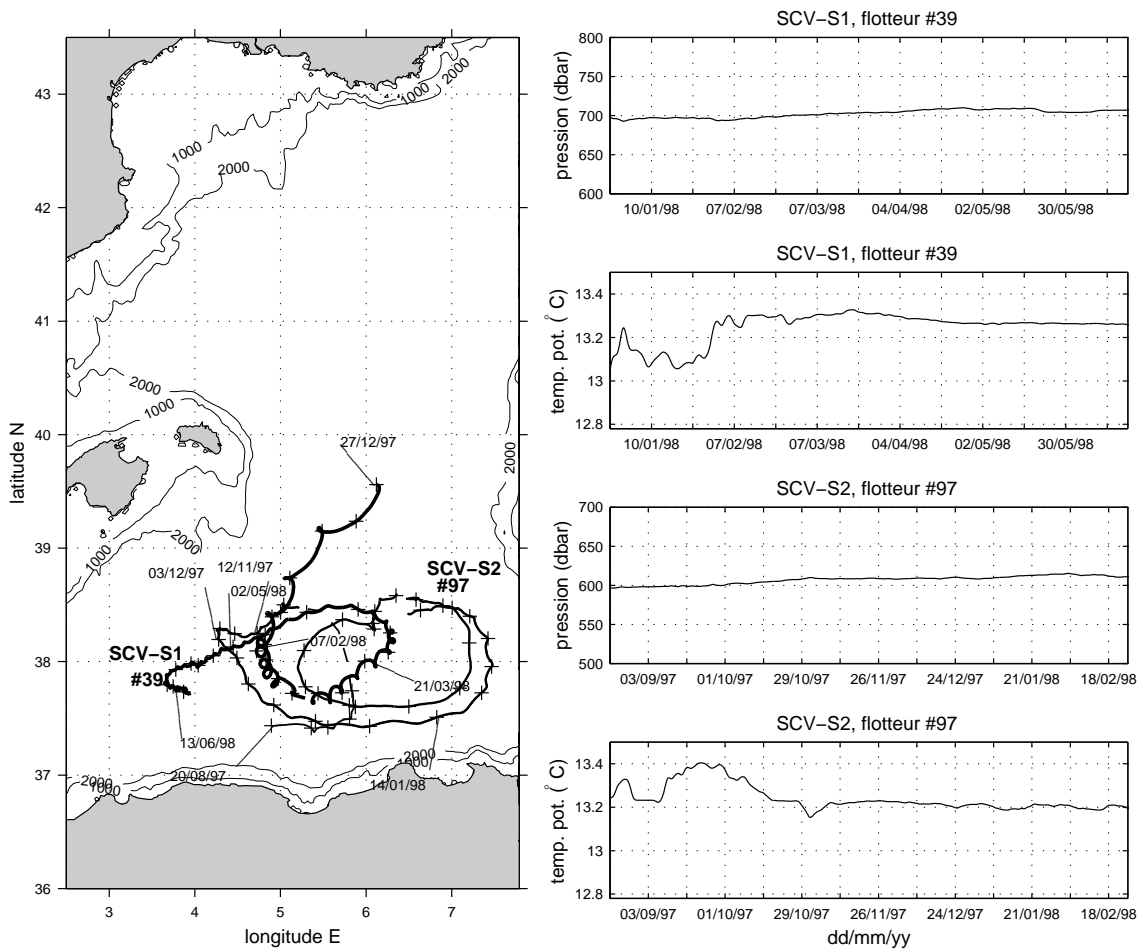 1000
2000
1000
2000
2000
1000
2000
1000
2000
27/12/97
12/11/97
03/12/97
02/05/98
SCV−S2
#97
07/02/98
SCV−S1
#39
21/03/98
13/06/98
20/08/97
14/01/98
2000
1000
2000
1000
43
42
41
40
39
38
37
36
latitude N
3 4 5 6 7
longitude E
SCV−S1, flotteur #39
800
750
700
650
600
pression (dbar)
10/01/98 07/02/98 07/03/98 04/04/98 02/05/98 30/05/98
SCV−S1, flotteur #39
13.4
13.2
13
12.8
temp. pot. (°C)
10/01/98 07/02/98 07/03/98 04/04/98 02/05/98 30/05/98
SCV−S2, flotteur #97
700
650
600
550
500
pression (dbar)
03/09/97 01/10/97 29/10/97 26/11/97 24/12/97 21/01/98 18/02/98
SCV−S2, flotteur #97
13.4
13.2
13
12.8
temp. pot. (°C)
03/09/97 01/10/97 29/10/97 26/11/97 24/12/97 21/01/98 18/02/98
dd/mm/yy